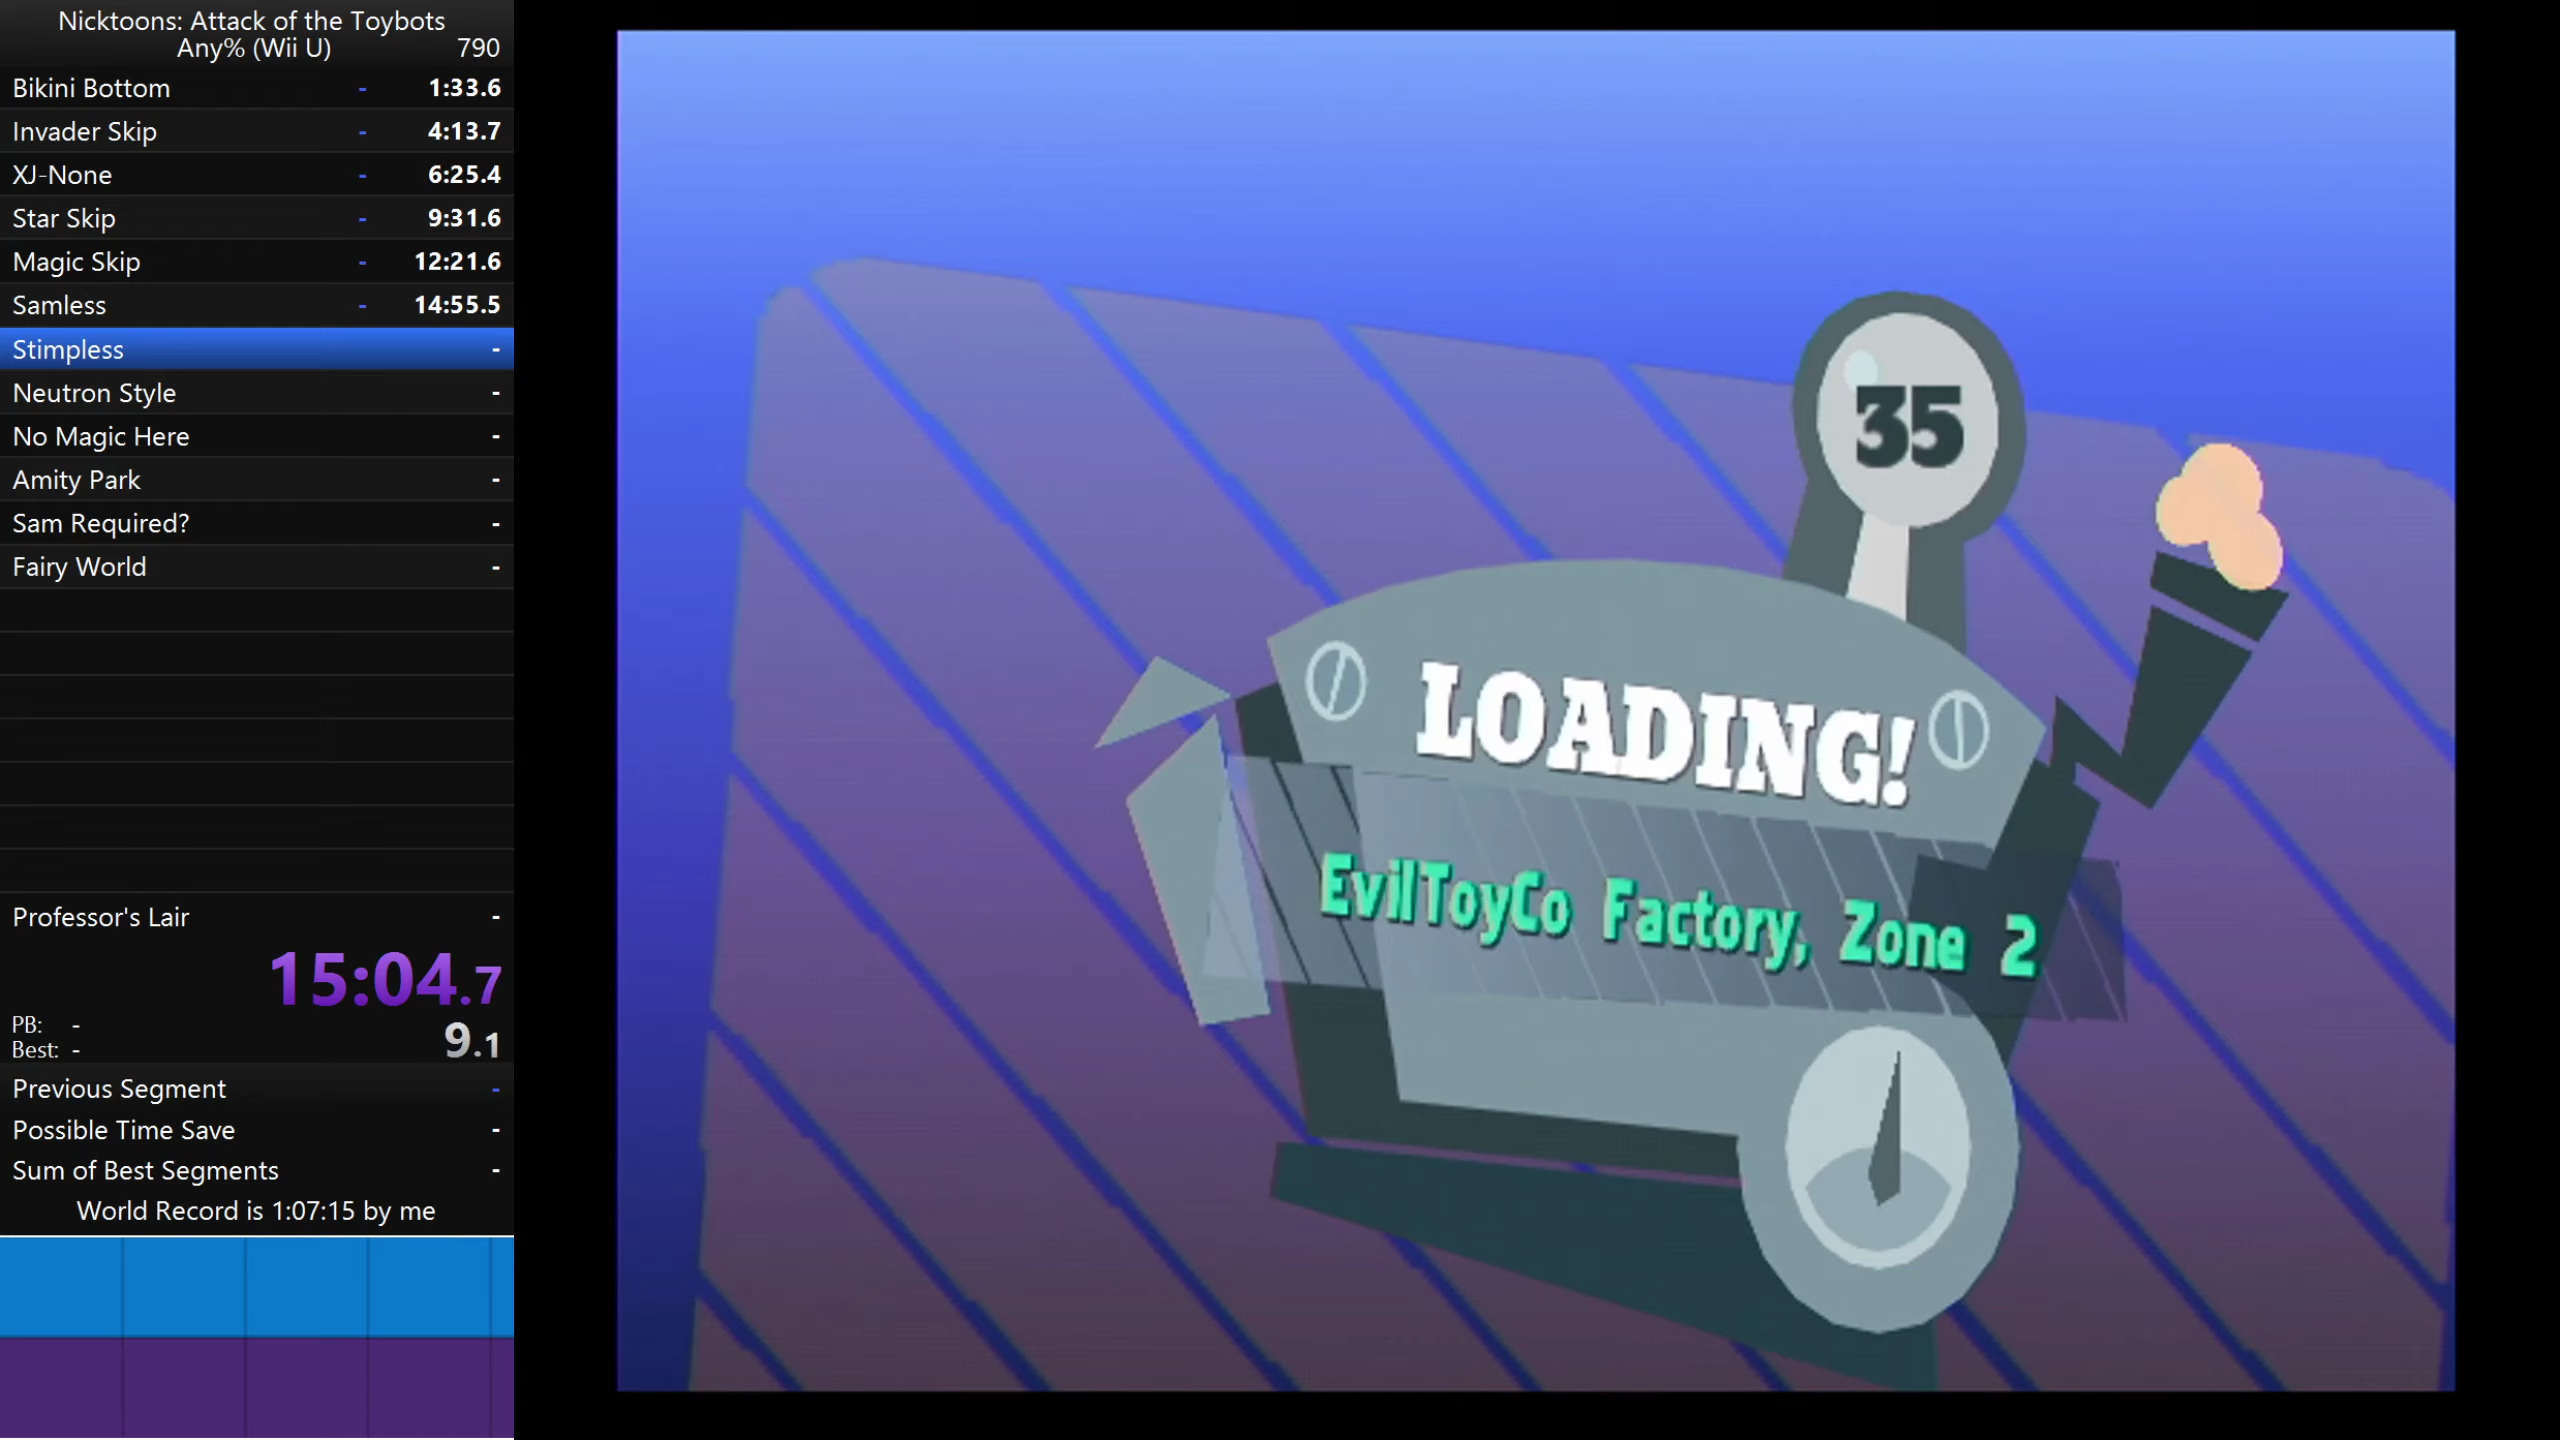 Nicktoons: Attack of the Toybots
Any% (Wii U) 790
Bikini Bottom - 1:33.6
Invader Skip - 4:13.7
XJ-None - 6:25.4
Star Skip - 9:31.6
Magic Skip - 12:21.6
Samless - 14:55.5
Stimpless -
Neutron Style -
No Magic Here -
Amity Park -
Sam Required? -
Fairy World -
Professor's Lair -
15:04.7
PB: -
Best: -
9.1
Previous Segment -
Possible Time Save -
Sum of Best Segments -
World Record is 1:07:15 by me
35
LOADING!
EvilToyCo Factory, Zone 2